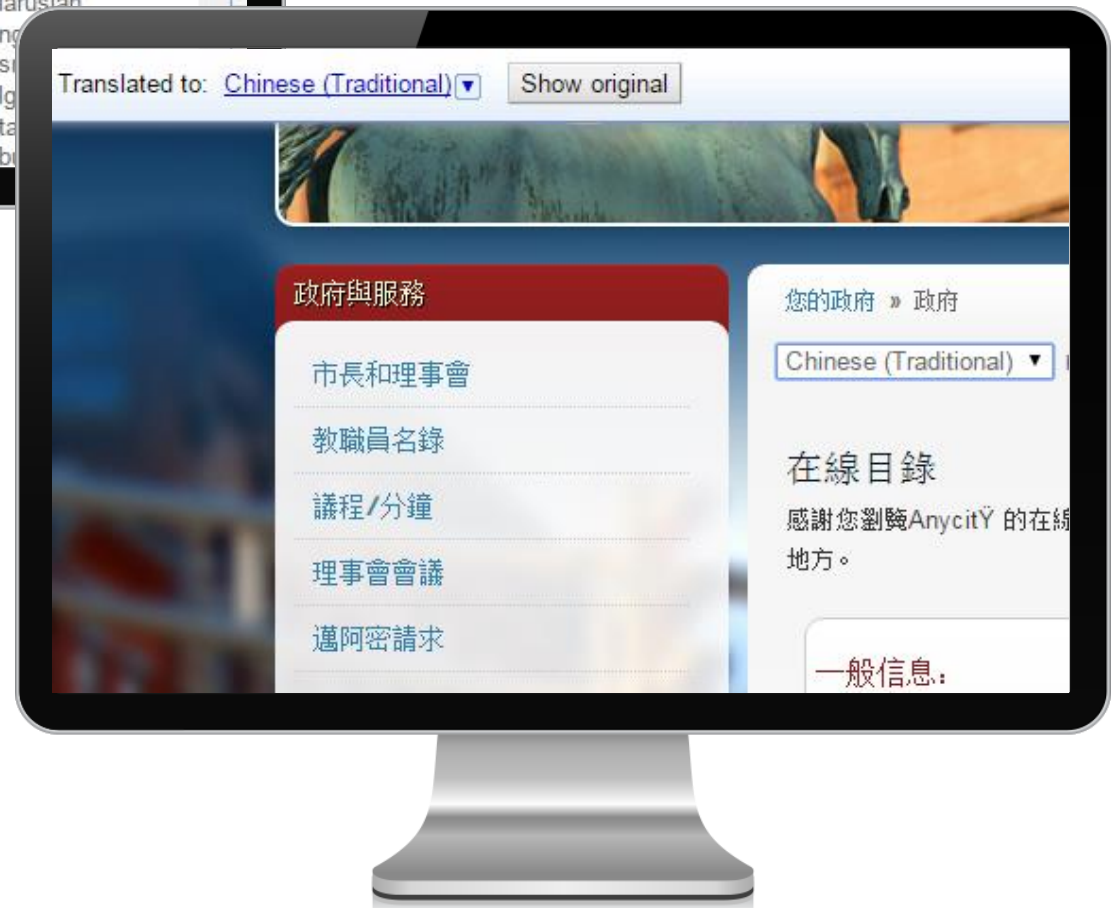 Translated to: Chinese (Traditional) ▼ Show original
政府與服務
市長和理事會
教職員名錄
議程/分鐘
理事會會議
邁阿密請求
您的政府 » 政府
Chinese (Traditional) ▼
在線目錄
感謝您瀏覽AnycitŸ 的在線
地方。
一般信息: